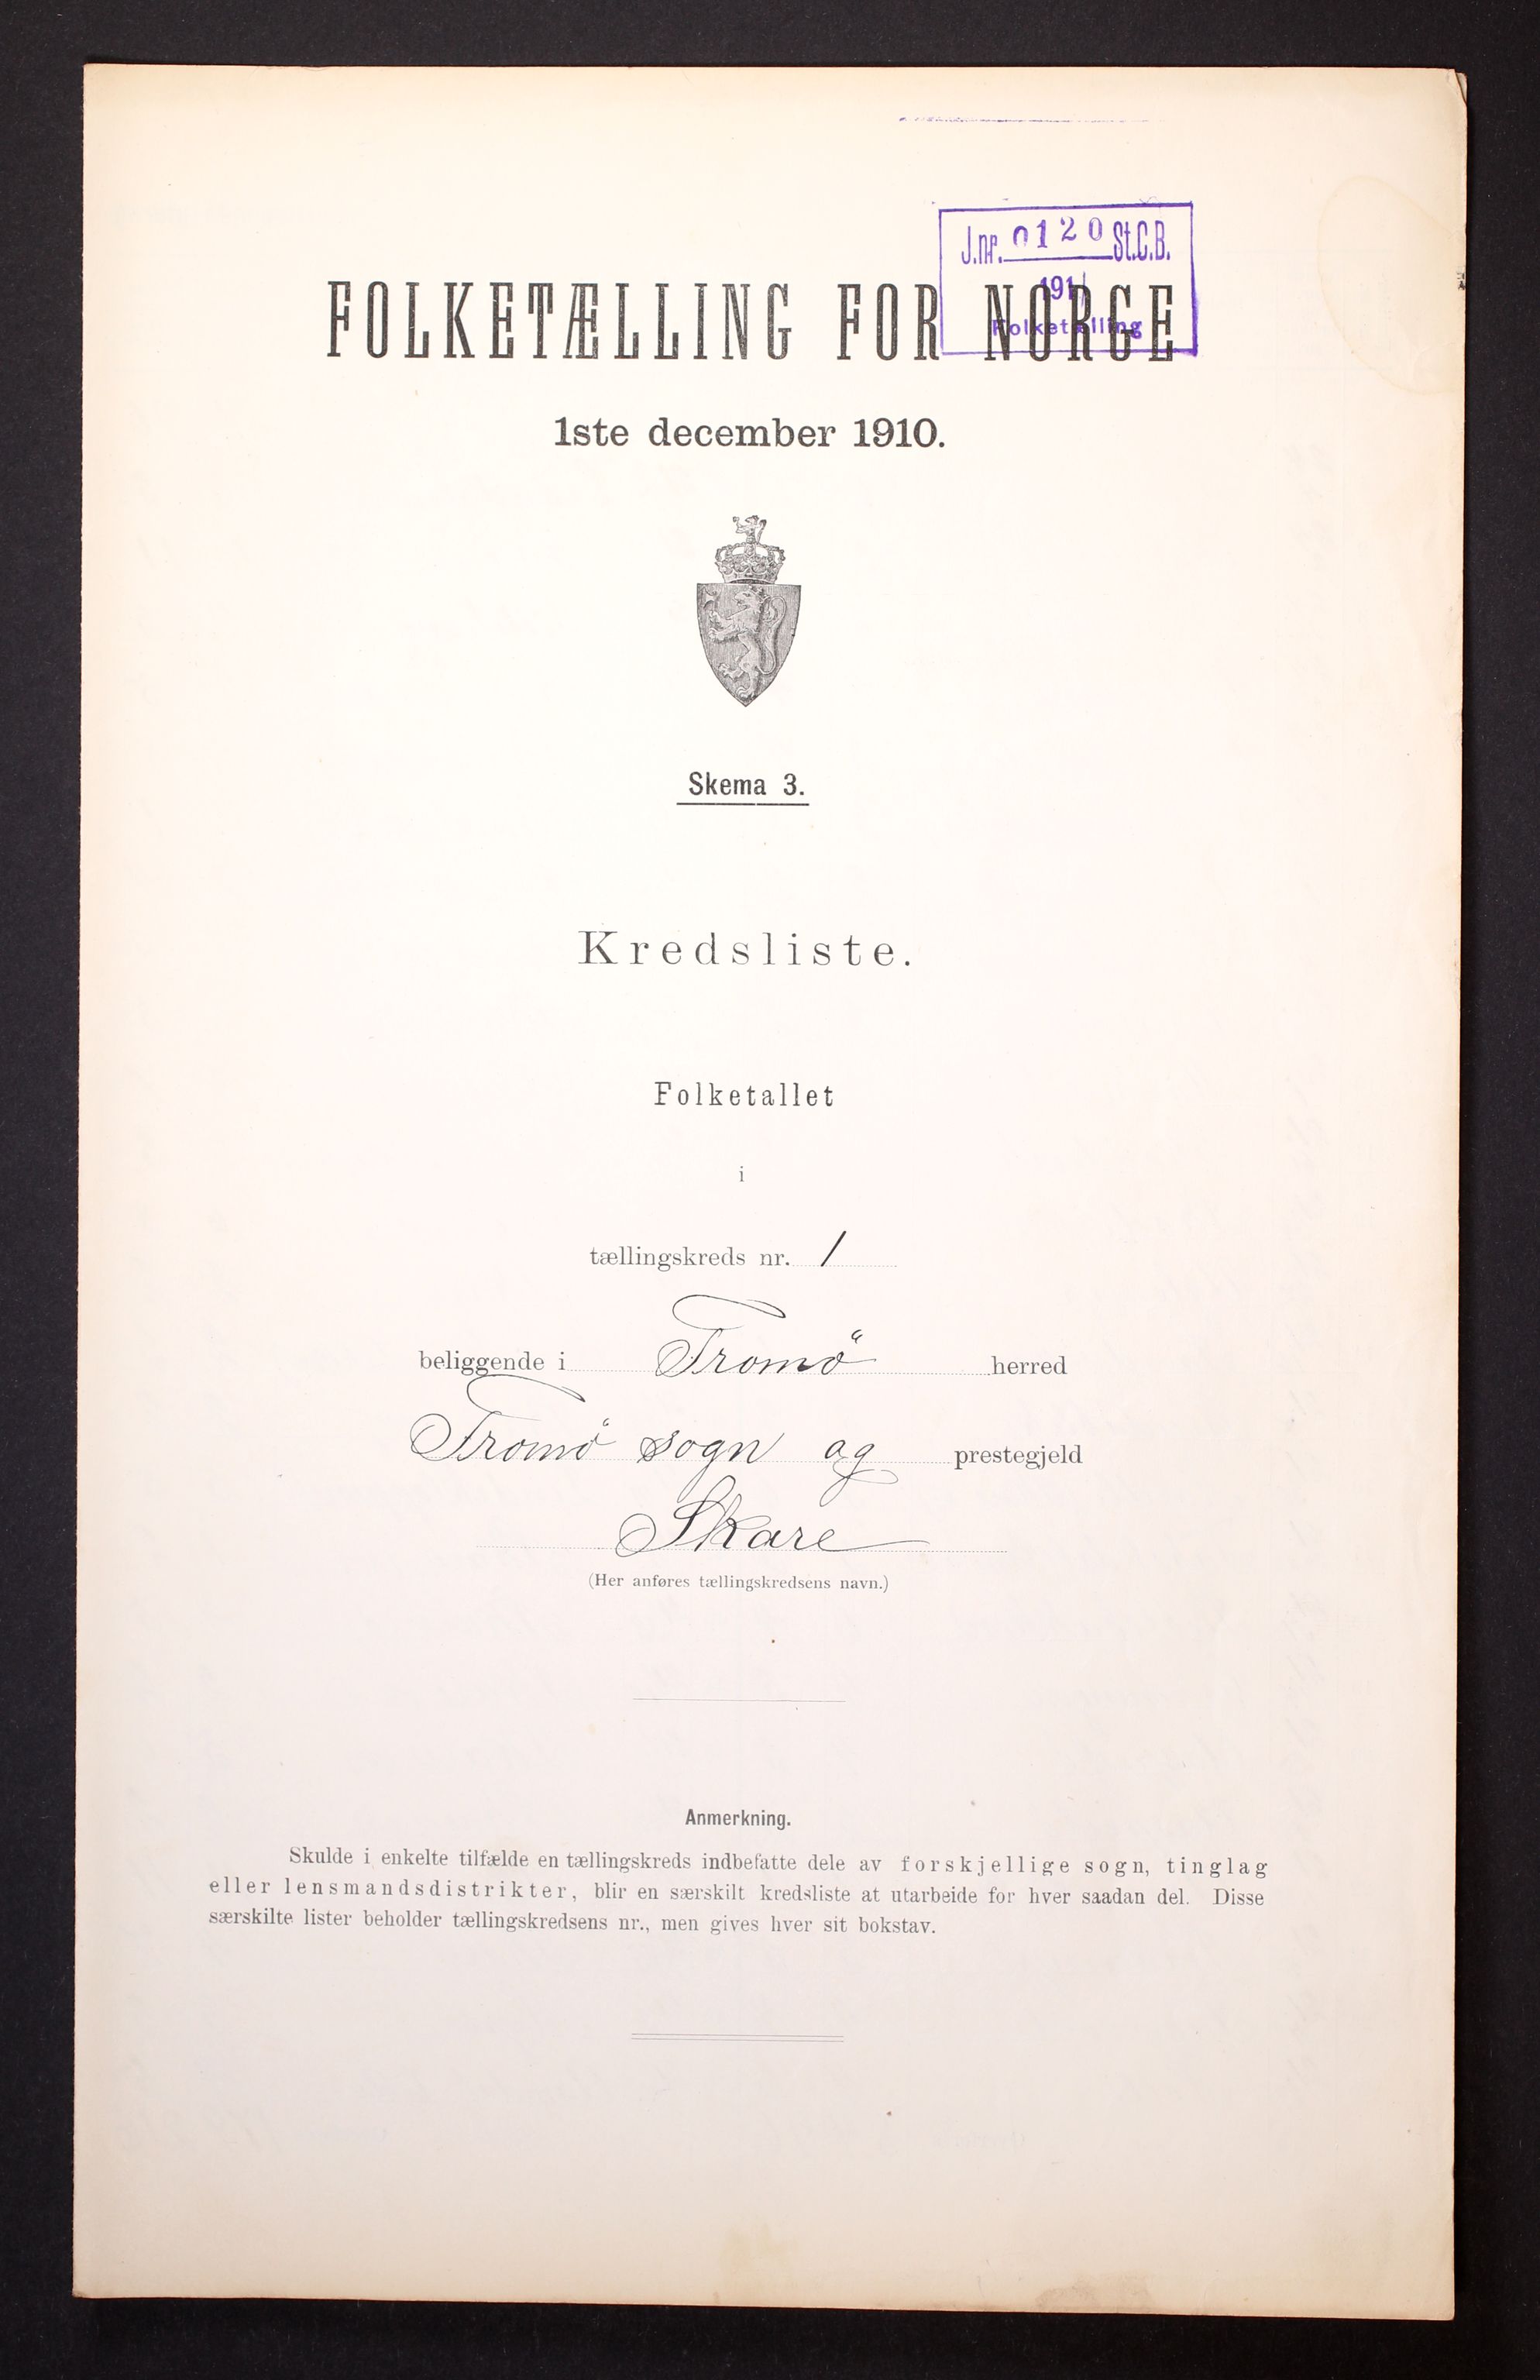 J.nr. 0120 St.C.B.
191
Folketælling
FOLKETÆLLING FOR NORGE
1ste december 1910.
Skema 3.
Kredsliste.
Folketallet
i
tællingskreds nr. 1
beliggende i Tromö herred
Tromö sogn og prestegjeld
Skare
(Her anføres tællingskredsens navn.)
Anmerkning.
Skulde i enkelte tilfælde en tællingskreds indbefatte dele av forskjellige sogn, tinglag
eller lensmandsdistrikter, blir en særskilt kredsliste at utarbeide for hver saadan del. Disse
særskilte lister beholder tællingskredsens nr., men gives hver sit bokstav.